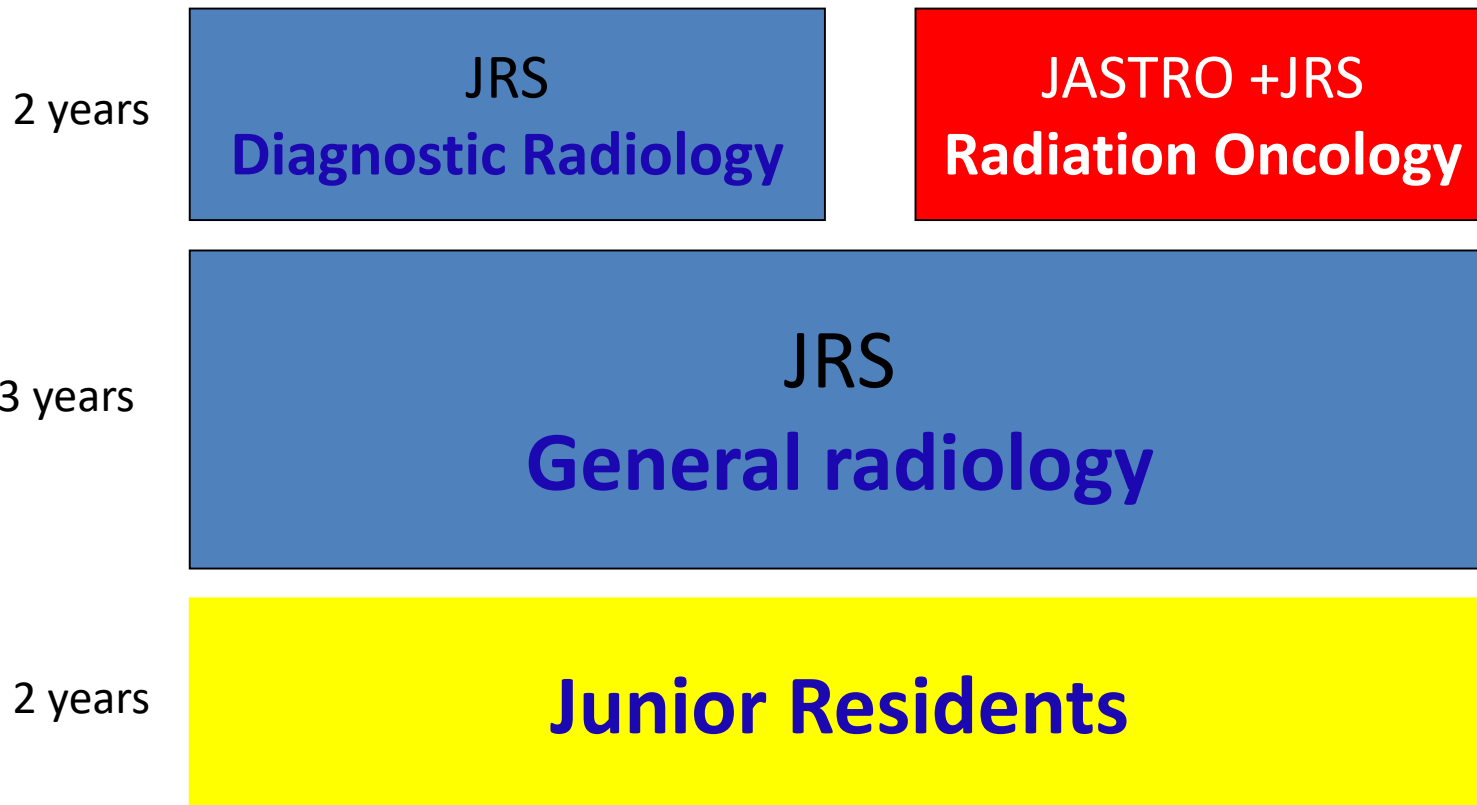 2 years
JRS
Diagnostic Radiology
JASTRO +JRS
Radiation Oncology
3 years
JRS
General radiology
2 years
Junior Residents